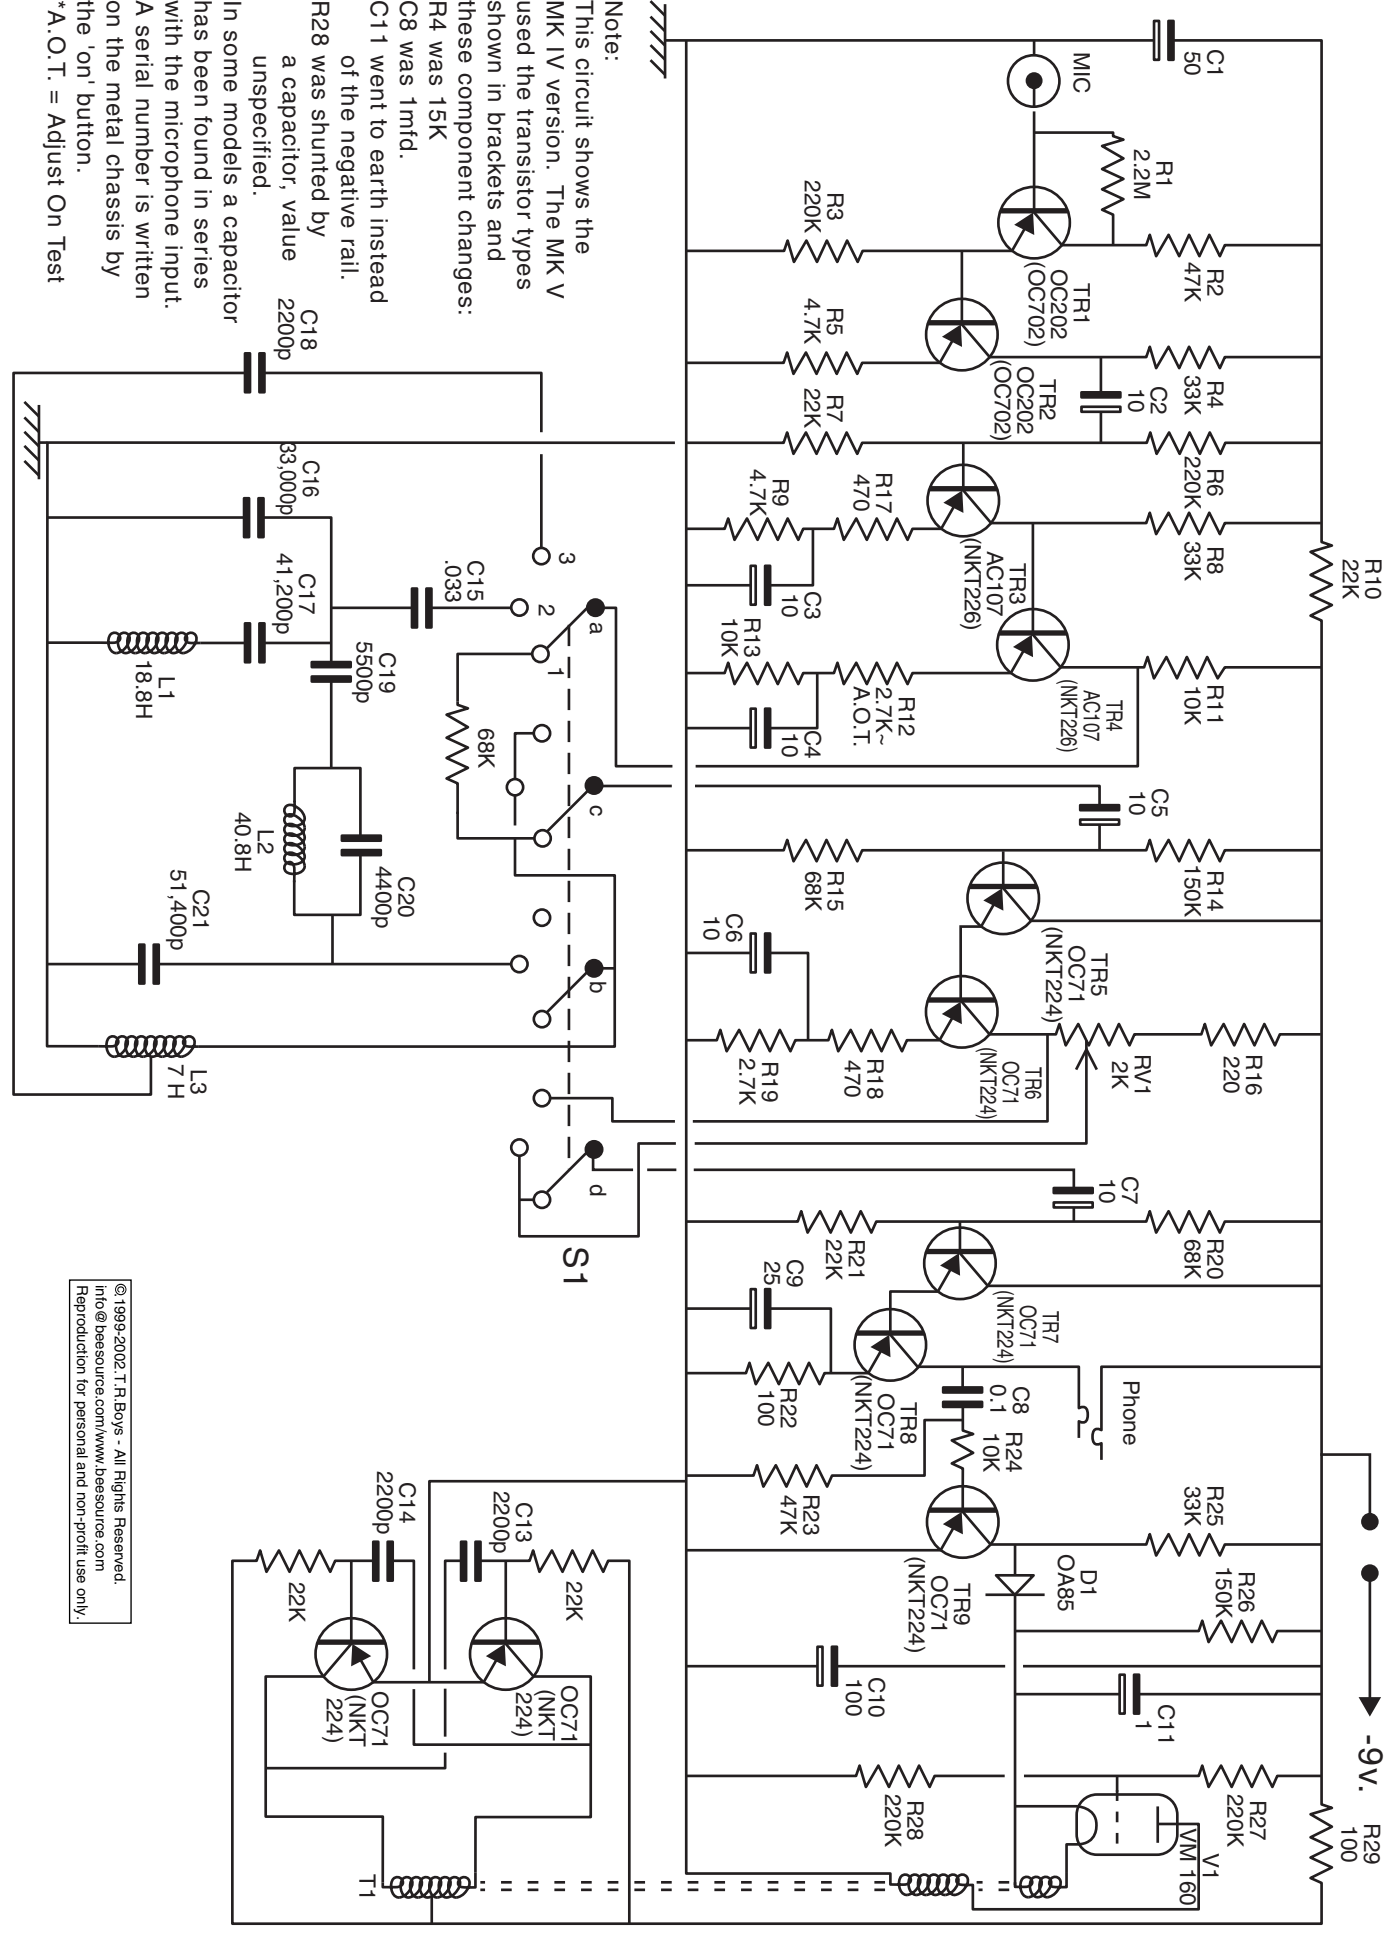 C1
50
MIC
R1
2.2M
R2
47K
R3
220K
TR1
OC202
(OC702)
R4
33K
R5
4.7K
TR2
OC202
(OC702)
C2
10
R6
220K
R7
22K
R8
33K
R17
470
R9
4.7K
C3
10
TR3
AC107
(NKT226)
R10
22K
R11
10K
TR4
AC107
(NKT226)
R12
2.7K~
A.O.T.
R13
10K
C4
10
C5
10
R14
150K
R15
68K
TR5
OC71
(NKT224)
C6
10
R16
220
RV1
2K
TR6
OC71
(NKT224)
R18
470
R19
2.7K
C7
10
R20
68K
R21
22K
TR7
OC71
(NKT224)
C9
25
R22
100
TR8
OC71
(NKT224)
Phone
C8
0.1
R24
10K
R23
47K
R25
33K
TR9
OC71
(NKT224)
D1
OA85
R26
150K
C10
100
C11
1
-9v.
R27
220K
R28
220K
R29
100
V1
VM 160
Note:
This circuit shows the
MK IV version. The MK V
used the transistor types
shown in brackets and
these component changes:
R4 was 15K
C8 was 1mfd.
C11 went to earth instead
of the negative rail.
R28 was shunted by
a capacitor, value
unspecified.
In some models a capacitor
has been found in series
with the microphone input.
A serial number is written
on the metal chassis by
the 'on' button.
*A.O.T. = Adjust On Test
C18
2200p
C16
33,000p
C17
41,200p
L1
18.8H
C15
.033
C19
5500p
3
2
1
a
68K
c
L2
40.8H
C20
4400p
C21
51,400p
b
L3
7 H
d
S1
C14
2200p
C13
2200p
22K
22K
OC71
(NKT
224)
OC71
(NKT
224)
T1
© 1999-2002.T.R.Boys - All Rights Reserved.
info@beesource.com/www.beesource.com
Reproduction for personal and non-profit use only.